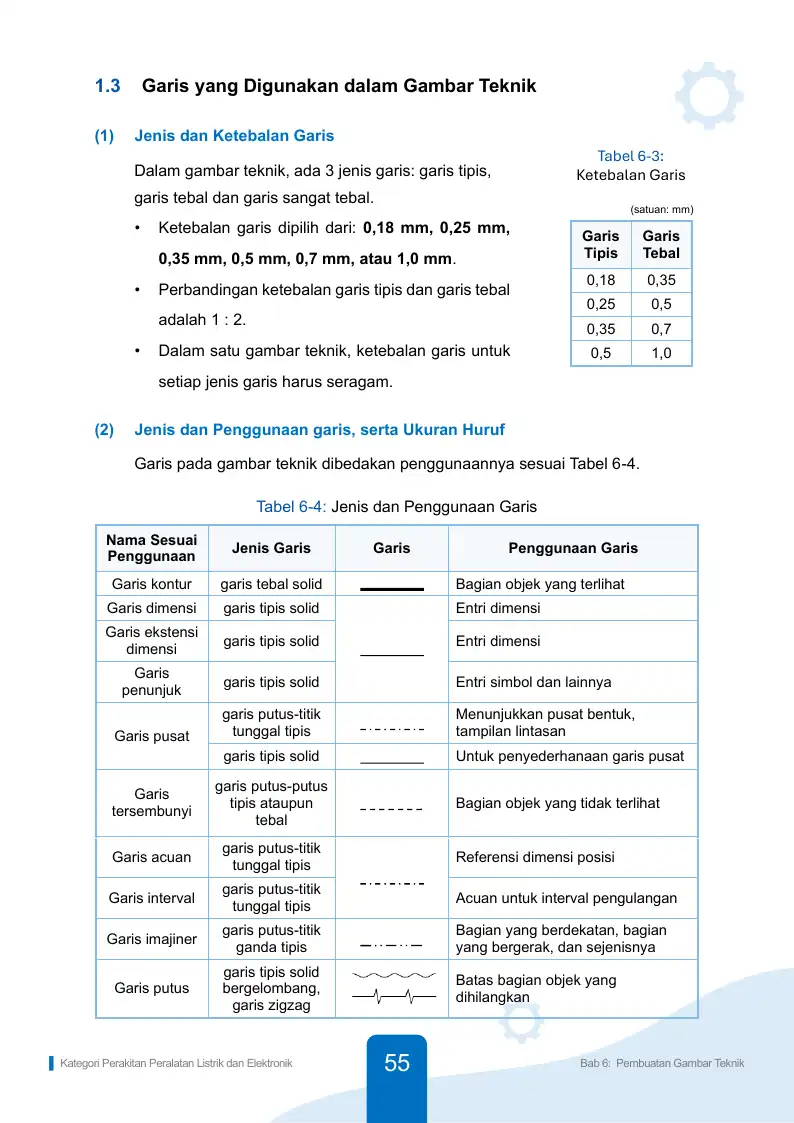 1.3 Garis yang Digunakan dalam Gambar Teknik
(1) Jenis dan Ketebalan Garis
Dalam gambar teknik, ada 3 jenis garis: garis tipis,
garis tebal dan garis sangat tebal.
• Ketebalan garis dipilih dari: 0,18 mm, 0,25 mm,
0,35 mm, 0,5 mm, 0,7 mm, atau 1,0 mm.
• Perbandingan ketebalan garis tipis dan garis tebal
adalah 1 : 2.
• Dalam satu gambar teknik, ketebalan garis untuk
setiap jenis garis harus seragam.
Tabel 6-3:
Ketebalan Garis
(satuan: mm)
Garis Tipis Garis Tebal
0,18 0,35
0,25 0,5
0,35 0,7
0,5 1,0
(2) Jenis dan Penggunaan garis, serta Ukuran Huruf
Garis pada gambar teknik dibedakan penggunaannya sesuai Tabel 6-4.
Tabel 6-4: Jenis dan Penggunaan Garis
Nama Sesuai Penggunaan Jenis Garis Garis Penggunaan Garis
Garis kontur garis tebal solid Bagian objek yang terlihat
Garis dimensi garis tipis solid Entri dimensi
Garis ekstensi dimensi garis tipis solid Entri dimensi
Garis penunjuk garis tipis solid Entri simbol dan lainnya
Garis pusat garis putus-titik tunggal tipis Menunjukkan pusat bentuk, tampilan lintasan
garis tipis solid Untuk penyederhanaan garis pusat
Garis tersembunyi garis putus-putus tipis ataupun tebal Bagian objek yang tidak terlihat
Garis acuan garis putus-titik tunggal tipis Referensi dimensi posisi
Garis interval garis putus-titik tunggal tipis Acuan untuk interval pengulangan
Garis imajiner garis putus-titik ganda tipis Bagian yang berdekatan, bagian yang bergerak, dan sejenisnya
Garis putus garis tipis solid bergelombang, garis zigzag Batas bagian objek yang dihilangkan
Kategori Perakitan Peralatan Listrik dan Elektronik
55
Bab 6: Pembuatan Gambar Teknik